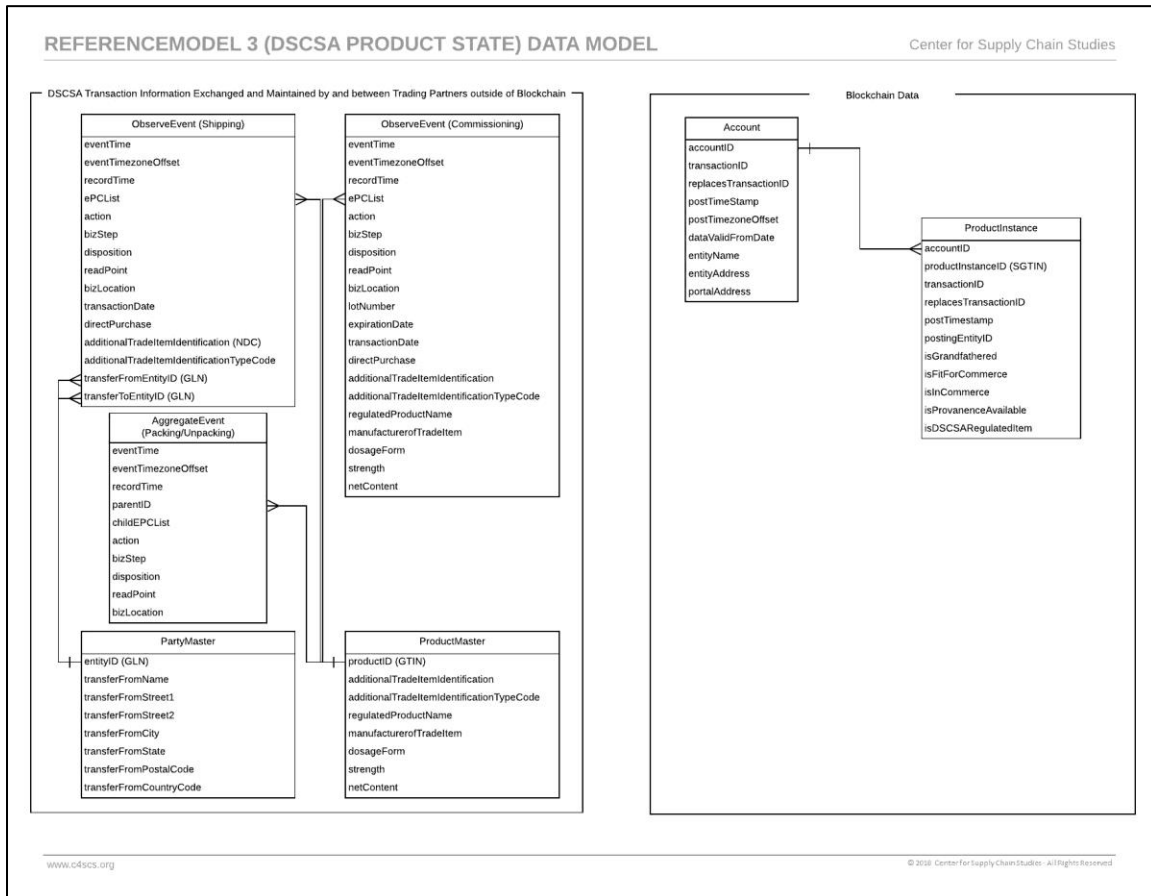 REFERENCEMODEL 3 (DSCSA PRODUCT STATE) DATA MODEL
Center for Supply Chain Studies
DSCSA Transaction Information Exchanged and Maintained by and between Trading Partners outside of Blockchain
ObserveEvent (Shipping)
eventTime
eventTimezoneOffset
recordTime
ePCList
action
bizStep
disposition
readPoint
bizLocation
transactionDate
directPurchase
additionalTradeItemIdentification (NDC)
additionalTradeItemIdentificationTypeCode
transferFromEntityID (GLN)
transferToEntityID (GLN)
ObserveEvent (Commissioning)
eventTime
eventTimezoneOffset
recordTime
ePCList
action
bizStep
disposition
readPoint
bizLocation
lotNumber
expirationDate
transactionDate
directPurchase
additionalTradeItemIdentification
additionalTradeItemIdentificationTypeCode
regulatedProductName
manufacturerofTradeItem
dosageForm
strength
netContent
AggregateEvent
(Packing/Unpacking)
eventTime
eventTimezoneOffset
recordTime
parentID
childEPCList
action
bizStep
disposition
readPoint
bizLocation
PartyMaster
entityID (GLN)
transferFromName
transferFromStreet1
transferFromStreet2
transferFromCity
transferFromState
transferFromPostalCode
transferFromCountryCode
ProductMaster
productID (GTIN)
additionalTradeItemIdentification
additionalTradeItemIdentificationTypeCode
regulatedProductName
manufacturerofTradeItem
dosageForm
strength
netContent
Blockchain Data
Account
accountID
transactionID
replacesTransactionID
postTimeStamp
postTimezoneOffset
dataValidFromDate
entityName
entityAddress
portalAddress
ProductInstance
accountID
productInstanceID (SGTIN)
transactionID
replacesTransactionID
postTimestamp
postingEntityID
isGrandfathered
isFitForCommerce
isInCommerce
isProvanenceAvailable
isDSCSARegulatedItem
www.c4scs.org
© 2018 Center for Supply Chain Studies - All Rights Reserved